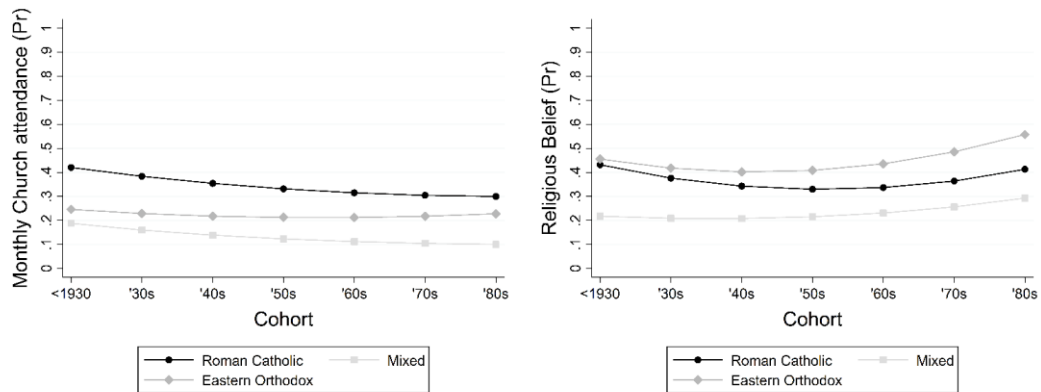 Monthly Church attendance (Pr)
1
.9
.8
.7
.6
.5
.4
.3
.2
.1
0
<1930 '30s '40s '50s '60s '70s '80s
Cohort
Roman Catholic Mixed
Eastern Orthodox
Religious Belief (Pr)
1
.9
.8
.7
.6
.5
.4
.3
.2
.1
0
<1930 '30s '40s '50s '60s '70s '80s
Cohort
Roman Catholic Mixed
Eastern Orthodox